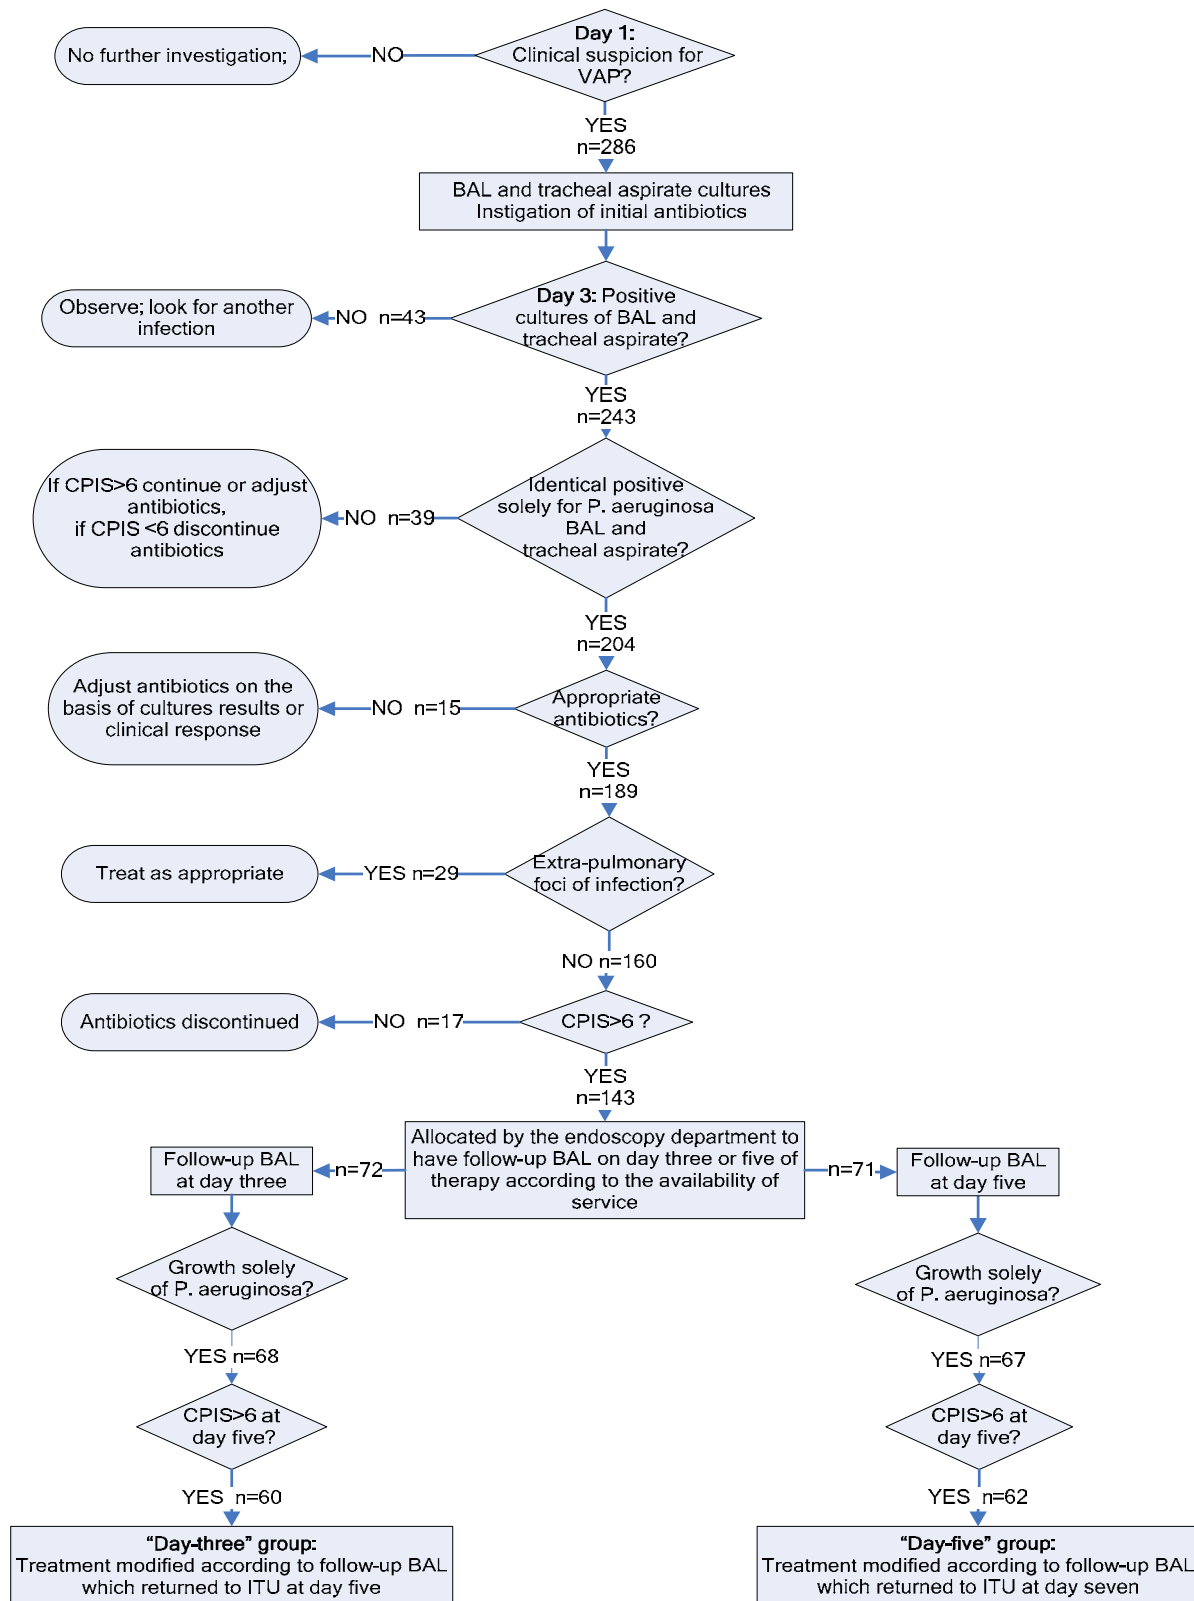 Day 1:
Clinical suspicion for
VAP?
NO
No further investigation;
YES
n=286
BAL and tracheal aspirate cultures
Instigation of initial antibiotics
Day 3: Positive
cultures of BAL and
tracheal aspirate?
NO n=43
Observe; look for another
infection
YES
n=243
Identical positive
solely for P. aeruginosa
BAL and
tracheal aspirate?
NO n=39
If CPIS>6 continue or adjust
antibiotics,
if CPIS <6 discontinue
antibiotics
YES
n=204
Appropriate
antibiotics?
NO n=15
Adjust antibiotics on the
basis of cultures results or
clinical response
YES
n=189
Extra-pulmonary
foci of infection?
YES n=29
Treat as appropriate
NO n=160
CPIS>6 ?
NO n=17
Antibiotics discontinued
YES
n=143
Allocated by the endoscopy department to
have follow-up BAL on day three or five of
therapy according to the availability of
service
n=72
Follow-up BAL
at day three
n=71
Follow-up BAL
at day five
Growth solely
of P. aeruginosa?
YES n=68
CPIS>6 at
day five?
YES n=60
“Day-three” group:
Treatment modified according to follow-up BAL
which returned to ITU at day five
Growth solely
of P. aeruginosa?
YES n=67
CPIS>6 at
day five?
YES n=62
“Day-five” group:
Treatment modified according to follow-up BAL
which returned to ITU at day seven